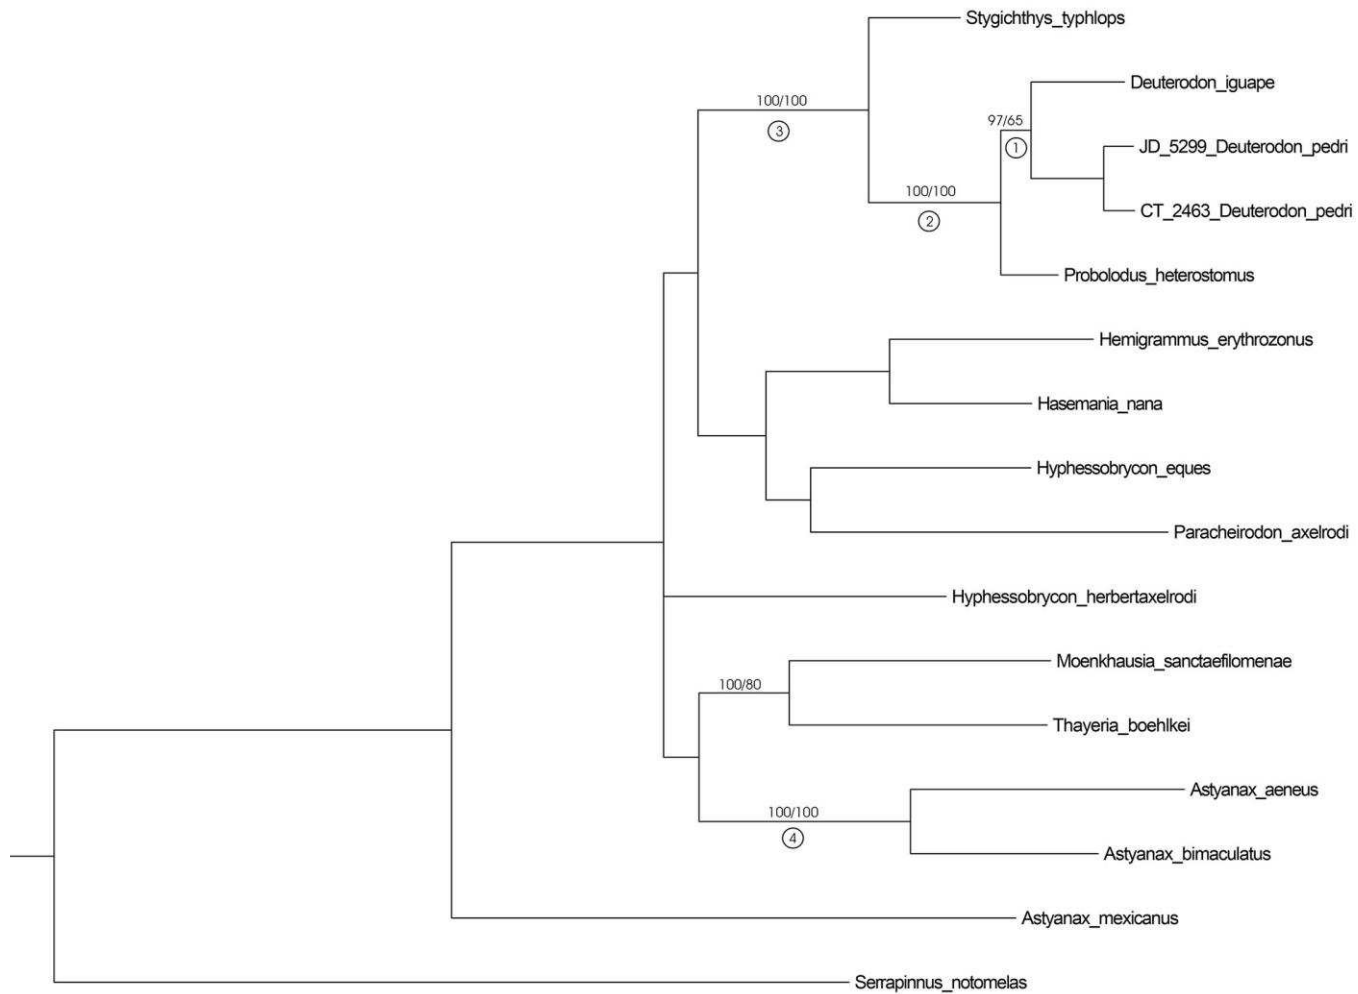 Stygichthys_typhlops
Deuterodon_iguape
100/100
3
97/65
1
JD_5299_Deuterodon_pedri
100/100
2
CT_2463_Deuterodon_pedri
Probolodus_heterostomus
Hemigrammus_erythrozonus
Hasemania_nana
Hyphessobrycon_eques
Paracheirodon_axelrodi
Hyphessobrycon_herbertaxelrodi
Moenkhausia_sanctaefilomenae
100/80
Thayeria_boehlkei
Astyanax_aeneus
100/100
4
Astyanax_bimaculatus
Astyanax_mexicanus
Serrapinnus_notomelas